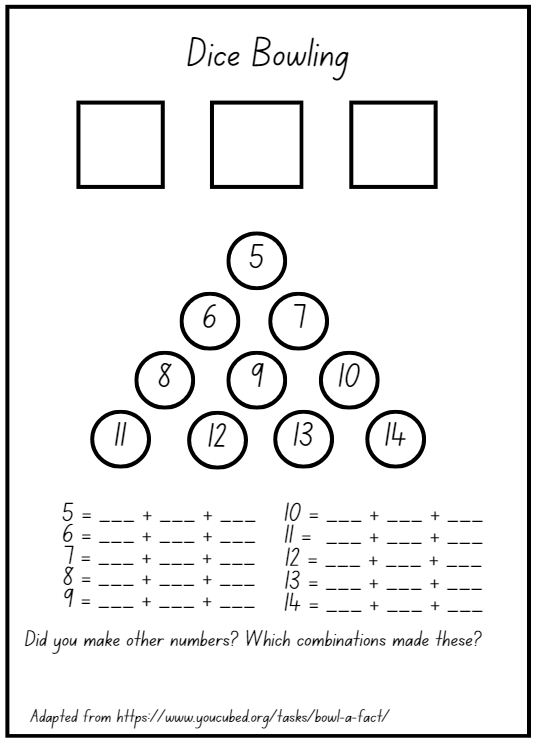 Dice Bowling
5
6 7
8 9 10
11 12 13 14
5 = ___ + ___ + ___ 10 = ___ + ___ + ___
6 = ___ + ___ + ___ 11 = ___ + ___ + ___
7 = ___ + ___ + ___ 12 = ___ + ___ + ___
8 = ___ + ___ + ___ 13 = ___ + ___ + ___
9 = ___ + ___ + ___ 14 = ___ + ___ + ___
Did you make other numbers? Which combinations made these?
Adapted from https://www.youcubed.org/tasks/bowl-a-fact/